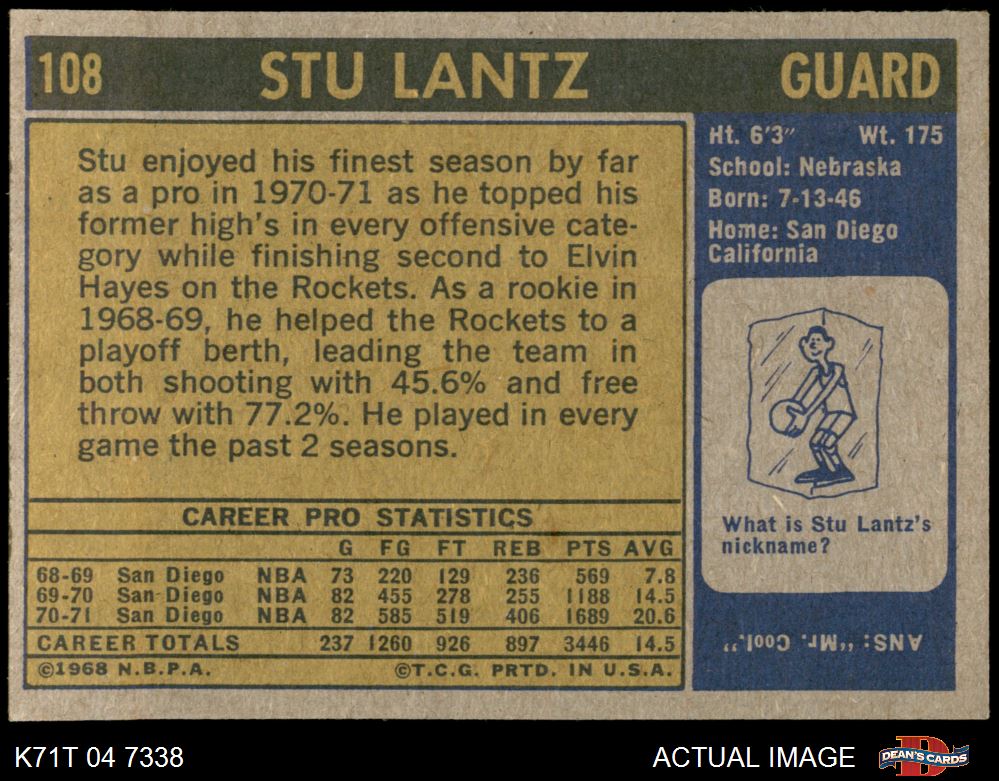 108 STU LANTZ GUARD
Stu enjoyed his finest season by far
as a pro in 1970-71 as he topped his
former high's in every offensive cate-
gory while finishing second to Elvin
Hayes on the Rockets. As a rookie in
1968-69, he helped the Rockets to a
playoff berth, leading the team in
both shooting with 45.6% and free
throw with 77.2%. He played in every
game the past 2 seasons.
CAREER PRO STATISTICS
G FG FT REB PTS AVG
68-69 San Diego NBA 73 220 129 236 569 7.8
69-70 San Diego NBA 82 455 278 255 1188 14.5
70-71 San Diego NBA 82 585 519 406 1689 20.6
CAREER TOTALS 237 1260 926 897 3446 14.5
©1968 N.B.P.A. ©T.C.G. PRTD. IN U.S.A.
Ht. 6'3" Wt. 175
School: Nebraska
Born: 7-13-46
Home: San Diego
California
What is Stu Lantz's
nickname?
ANS: "Mr. Cool."
K71T 04 7338 ACTUAL IMAGE DEAN'S CARDS